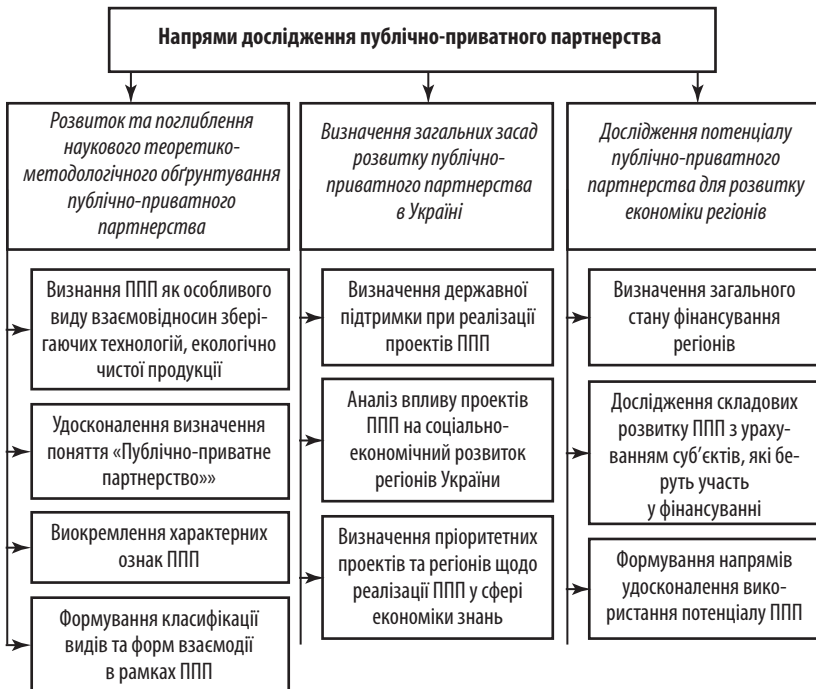 Напрями дослідження публічно-приватного партнерства
Розвиток та поглиблення
наукового теоретико-
методологічного обґрунтування
публічно-приватного
партнерства
Визнання ППП як особливого
виду взаємовідносин збері-
гаючих технологій, екологічно
чистої продукції
Удосконалення визначення
поняття «Публічно-приватне
партнерство»»
Виокремлення характерних
ознак ППП
Формування класифікації
видів та форм взаємодії
в рамках ППП
Визначення загальних засад
розвитку публічно-
приватного партнерства
в Україні
Визначення державної
підтримки при реалізації
проектів ППП
Аналіз впливу проектів
ППП на соціально-
економічний розвиток
регіонів України
Визначення пріоритетних
проектів та регіонів щодо
реалізації ППП у сфері
економіки знань
Дослідження потенціалу
публічно-приватного
партнерства для розвитку
економіки регіонів
Визначення загального
стану фінансування
регіонів
Дослідження складових
розвитку ППП з ураху-
ванням суб’єктів, які бе-
руть участь
у фінансуванні
Формування напрямів
удосконалення вико-
ристання потенціалу ППП